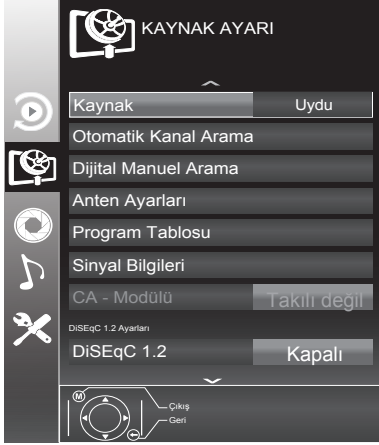 KAYNAK AYARI
Kaynak Uydu
Otomatik Kanal Arama
Dijital Manuel Arama
Anten Ayarları
Program Tablosu
Sinyal Bilgileri
CA - Modülü Takılı değil
DiSEqC 1.2 Ayarları
DiSEqC 1.2 Kapalı
M
Çıkış
Geri